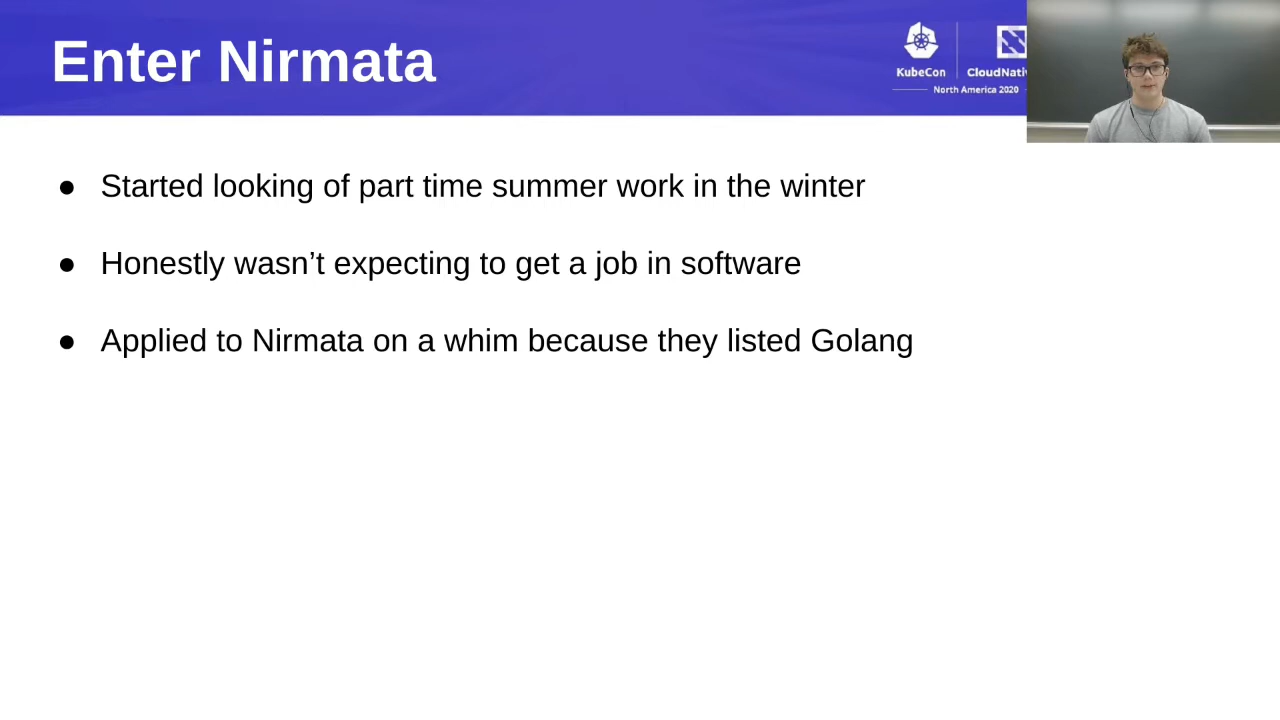 Enter Nirmata
KubeCon
CloudNati
North America 2020
● Started looking of part time summer work in the winter
● Honestly wasn’t expecting to get a job in software
● Applied to Nirmata on a whim because they listed Golang